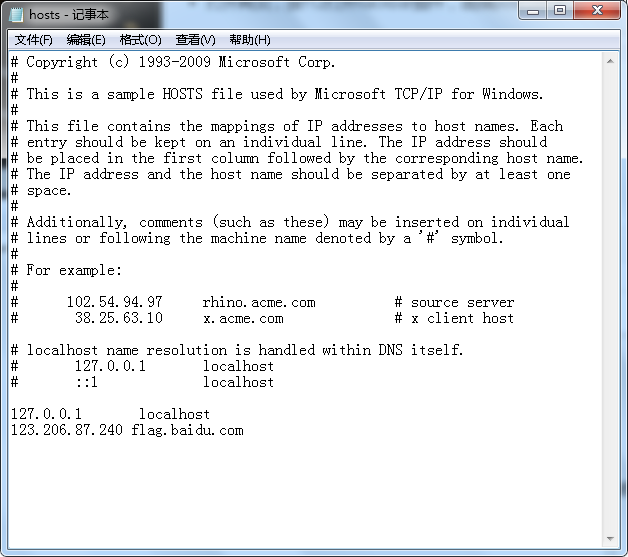 hosts - 记事本
文件(F) 编辑(E) 格式(O) 查看(V) 帮助(H)
# Copyright (c) 1993-2009 Microsoft Corp.
#
# This is a sample HOSTS file used by Microsoft TCP/IP for Windows.
#
# This file contains the mappings of IP addresses to host names. Each
# entry should be kept on an individual line. The IP address should
# be placed in the first column followed by the corresponding host name.
# The IP address and the host name should be separated by at least one
# space.
#
# Additionally, comments (such as these) may be inserted on individual
# lines or following the machine name denoted by a '#' symbol.
#
# For example:
#
#      102.54.94.97     rhino.acme.com          # source server
#       38.25.63.10     x.acme.com              # x client host
# localhost name resolution is handled within DNS itself.
#       127.0.0.1       localhost
#       ::1             localhost
127.0.0.1       localhost
123.206.87.240 flag.baidu.com